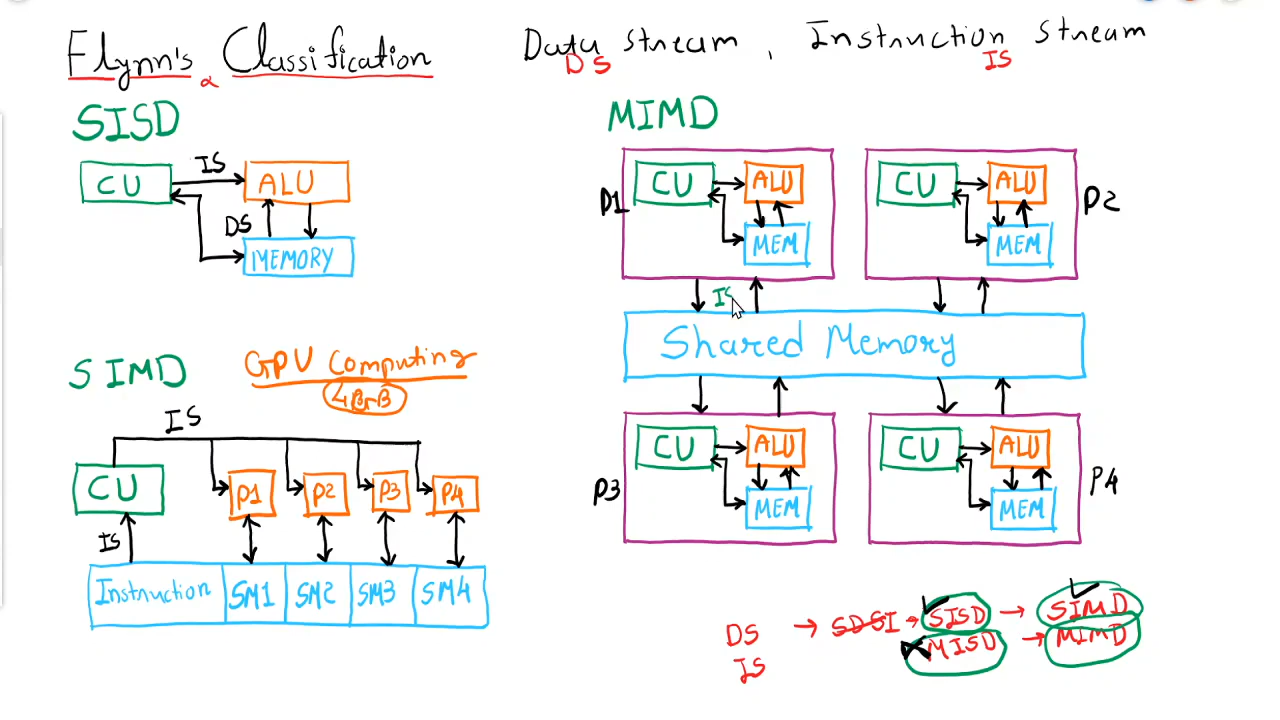 Flynn's Classification
Data stream, Instruction stream
DS
IS
SISD
CU
IS
ALU
DS
MEMORY
SIMD
GPU Computing
IS
CU
P1
P2
P3
P4
IS
Instruction
SM1
SM2
SM3
SM4
MIMD
P1
CU
ALU
MEM
CU
ALU
MEM
P2
IS
Shared Memory
P3
CU
ALU
MEM
CU
ALU
MEM
P4
DS → SDSI → SISD → SIMD
IS MISD → MIMD